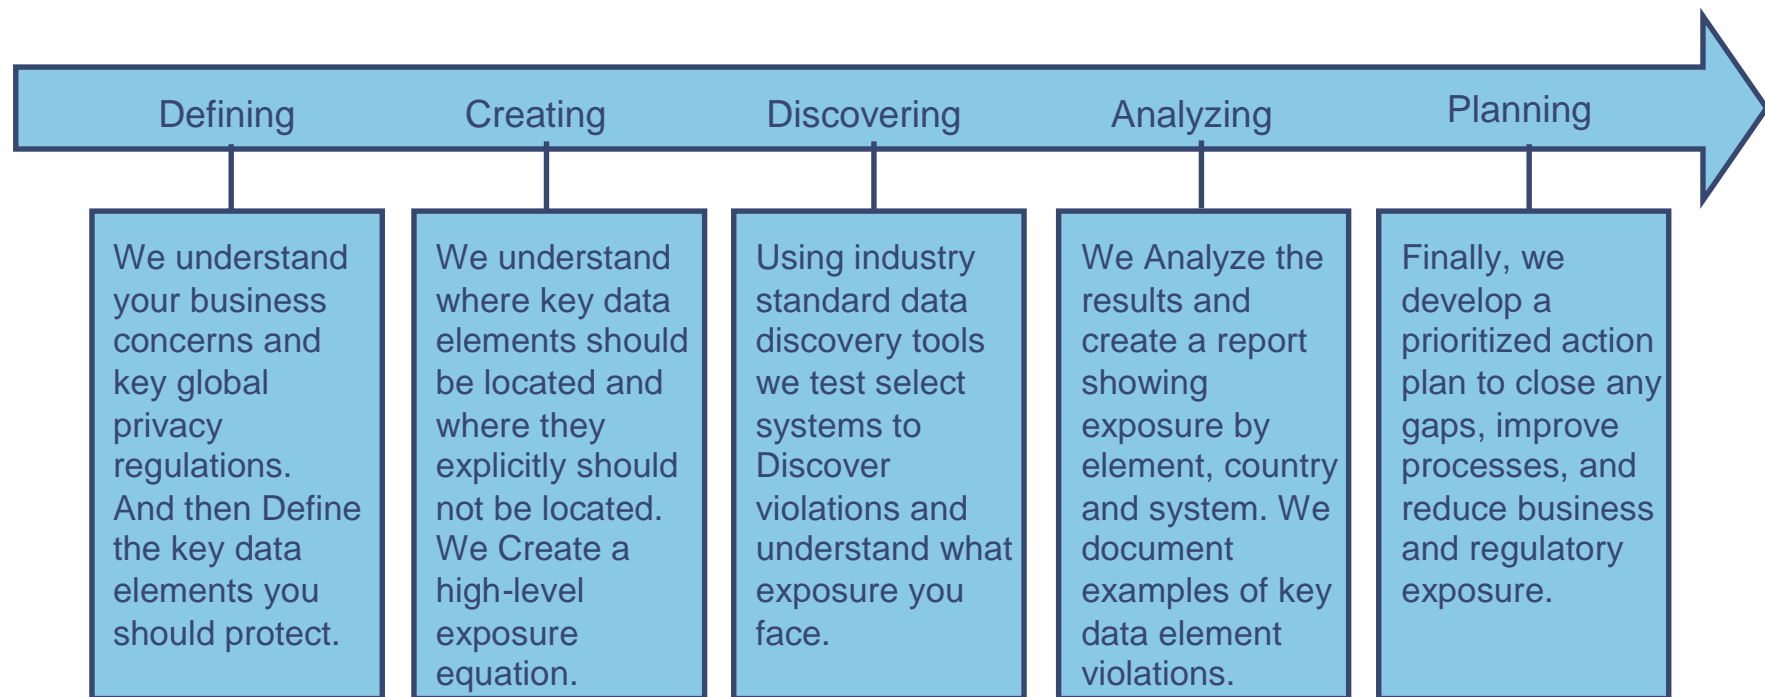 Defining
Creating
Discovering
Analyzing
Planning
We understand
your business
concerns and
key global
privacy
regulations.
And then Define
the key data
elements you
should protect.
We understand
where key data
elements should
be located and
where they
explicitly should
not be located.
We Create a
high-level
exposure
equation.
Using industry
standard data
discovery tools
we test select
systems to
Discover
violations and
understand what
exposure you
face.
We Analyze the
results and
create a report
showing
exposure by
element, country
and system. We
document
examples of key
data element
violations.
Finally, we
develop a
prioritized action
plan to close any
gaps, improve
processes, and
reduce business
and regulatory
exposure.